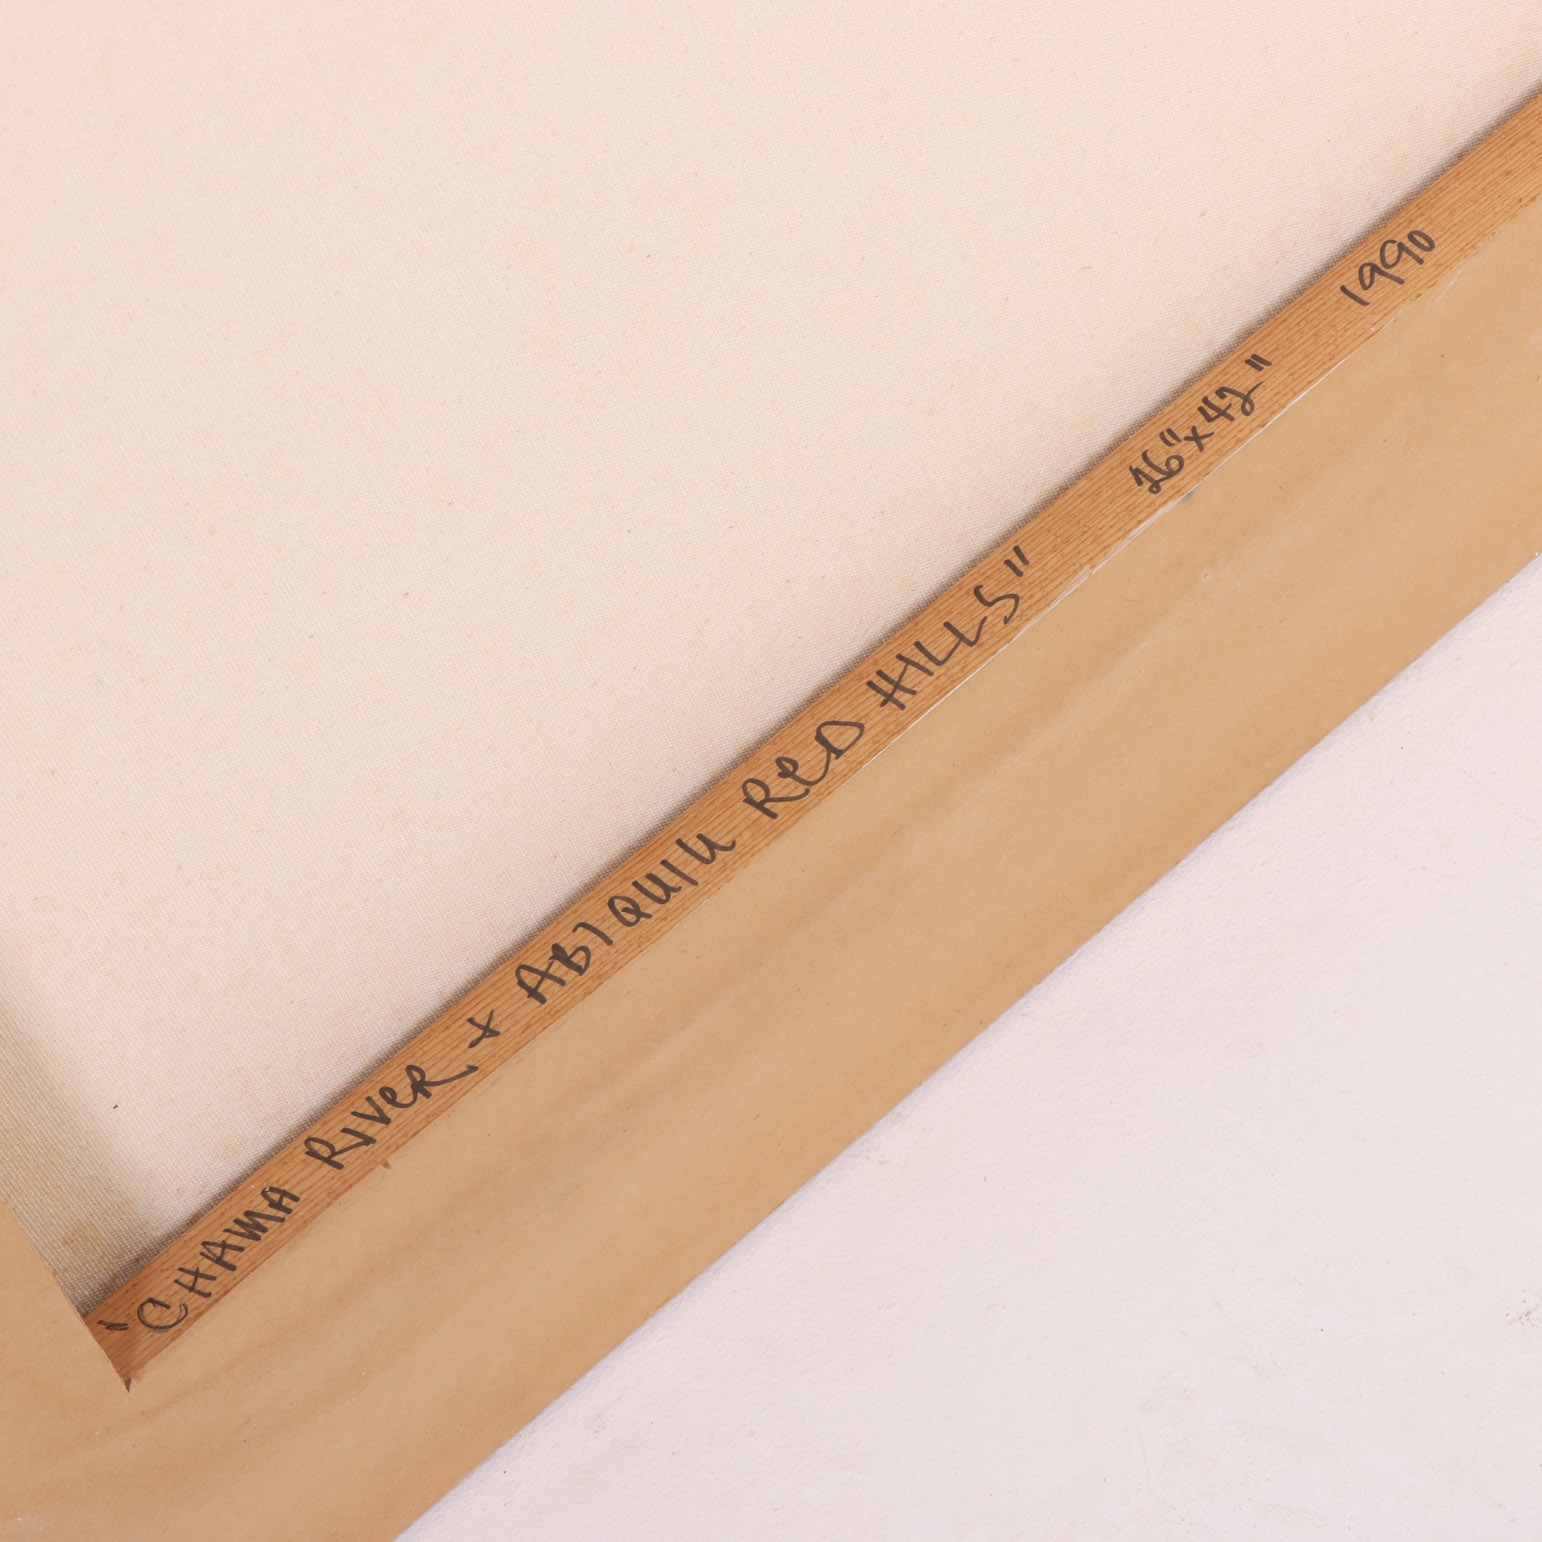 "CHAMA RIVER, + ABIQUIU RED HILLS" 26"x42" 1990